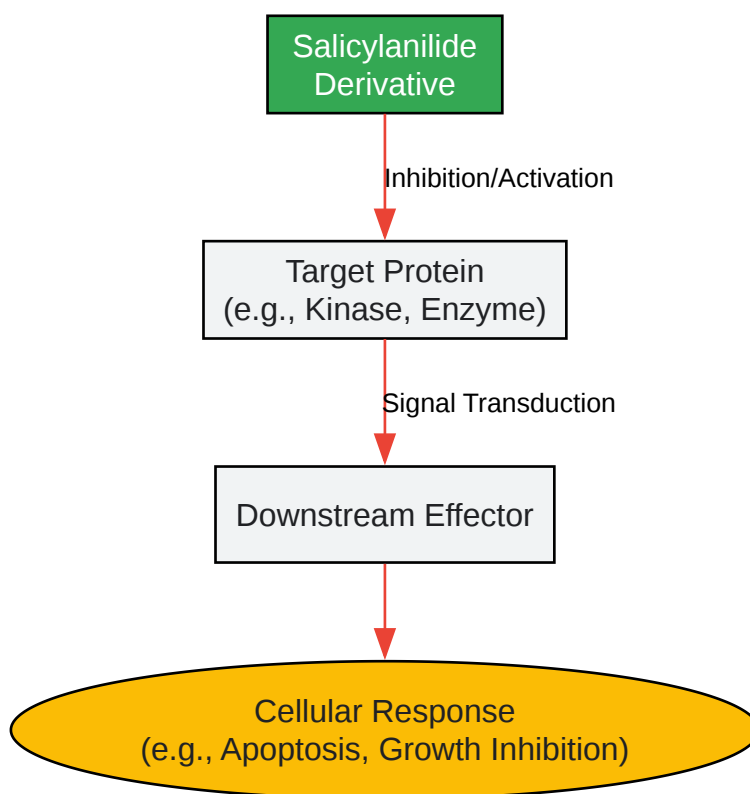 Salicylanilide
Derivative
Inhibition/Activation
Target Protein
(e.g., Kinase, Enzyme)
Signal Transduction
Downstream Effector
Cellular Response
(e.g., Apoptosis, Growth Inhibition)